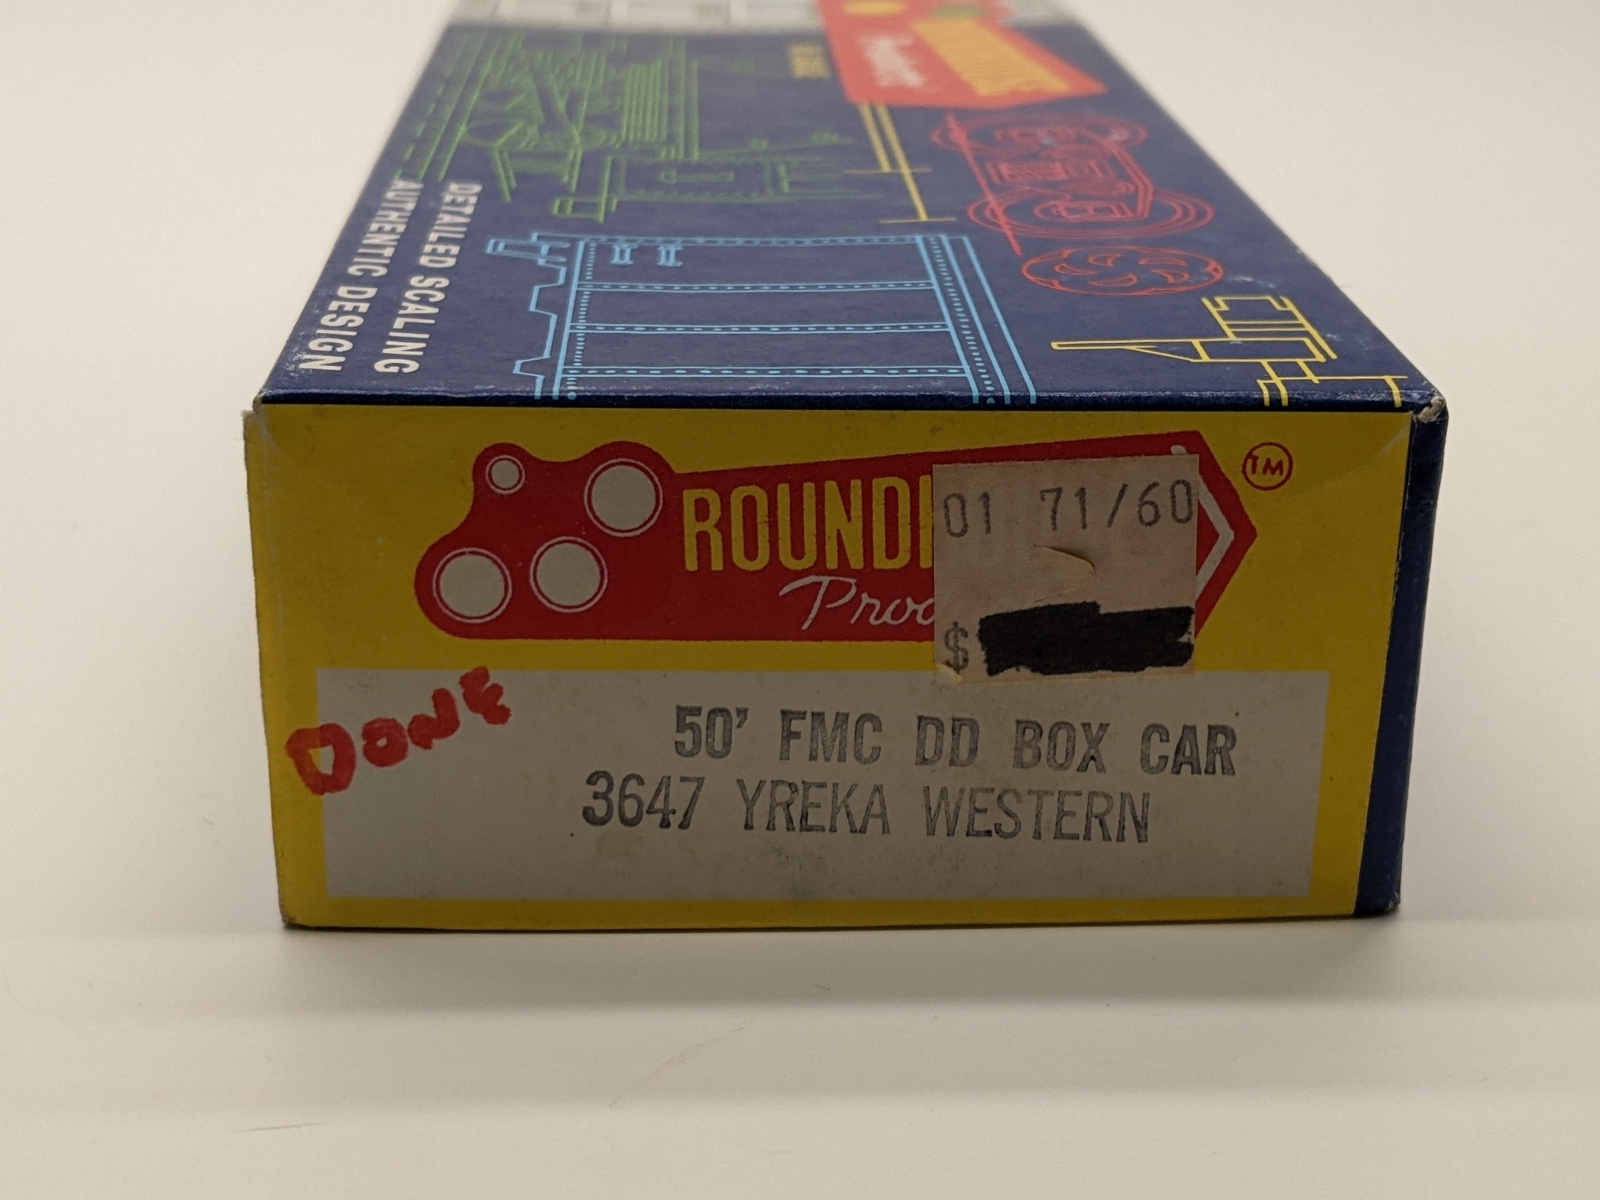 Products
DETAILED SCALING
AUTHENTIC DESIGN
ROUND
TM
Prod
01 71/60
$
DONE
50' FMC DD BOX CAR
3647 YREKA WESTERN